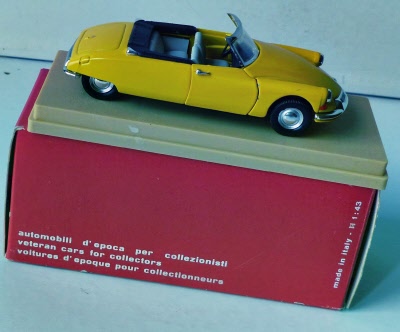 automobili d'epoca per collezionisti
veteran cars for collectors
voitures d'epoque pour collectionneurs
made in italy - 1:43